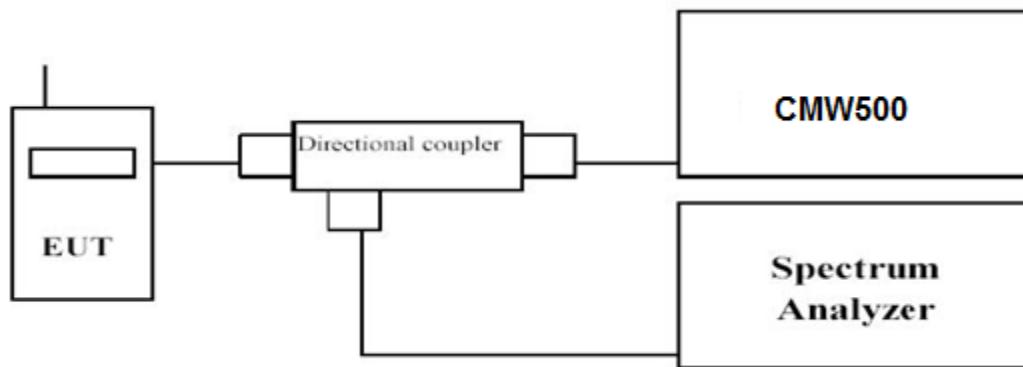 CMW500
Directional coupler
EUT
Spectrum
Analyzer